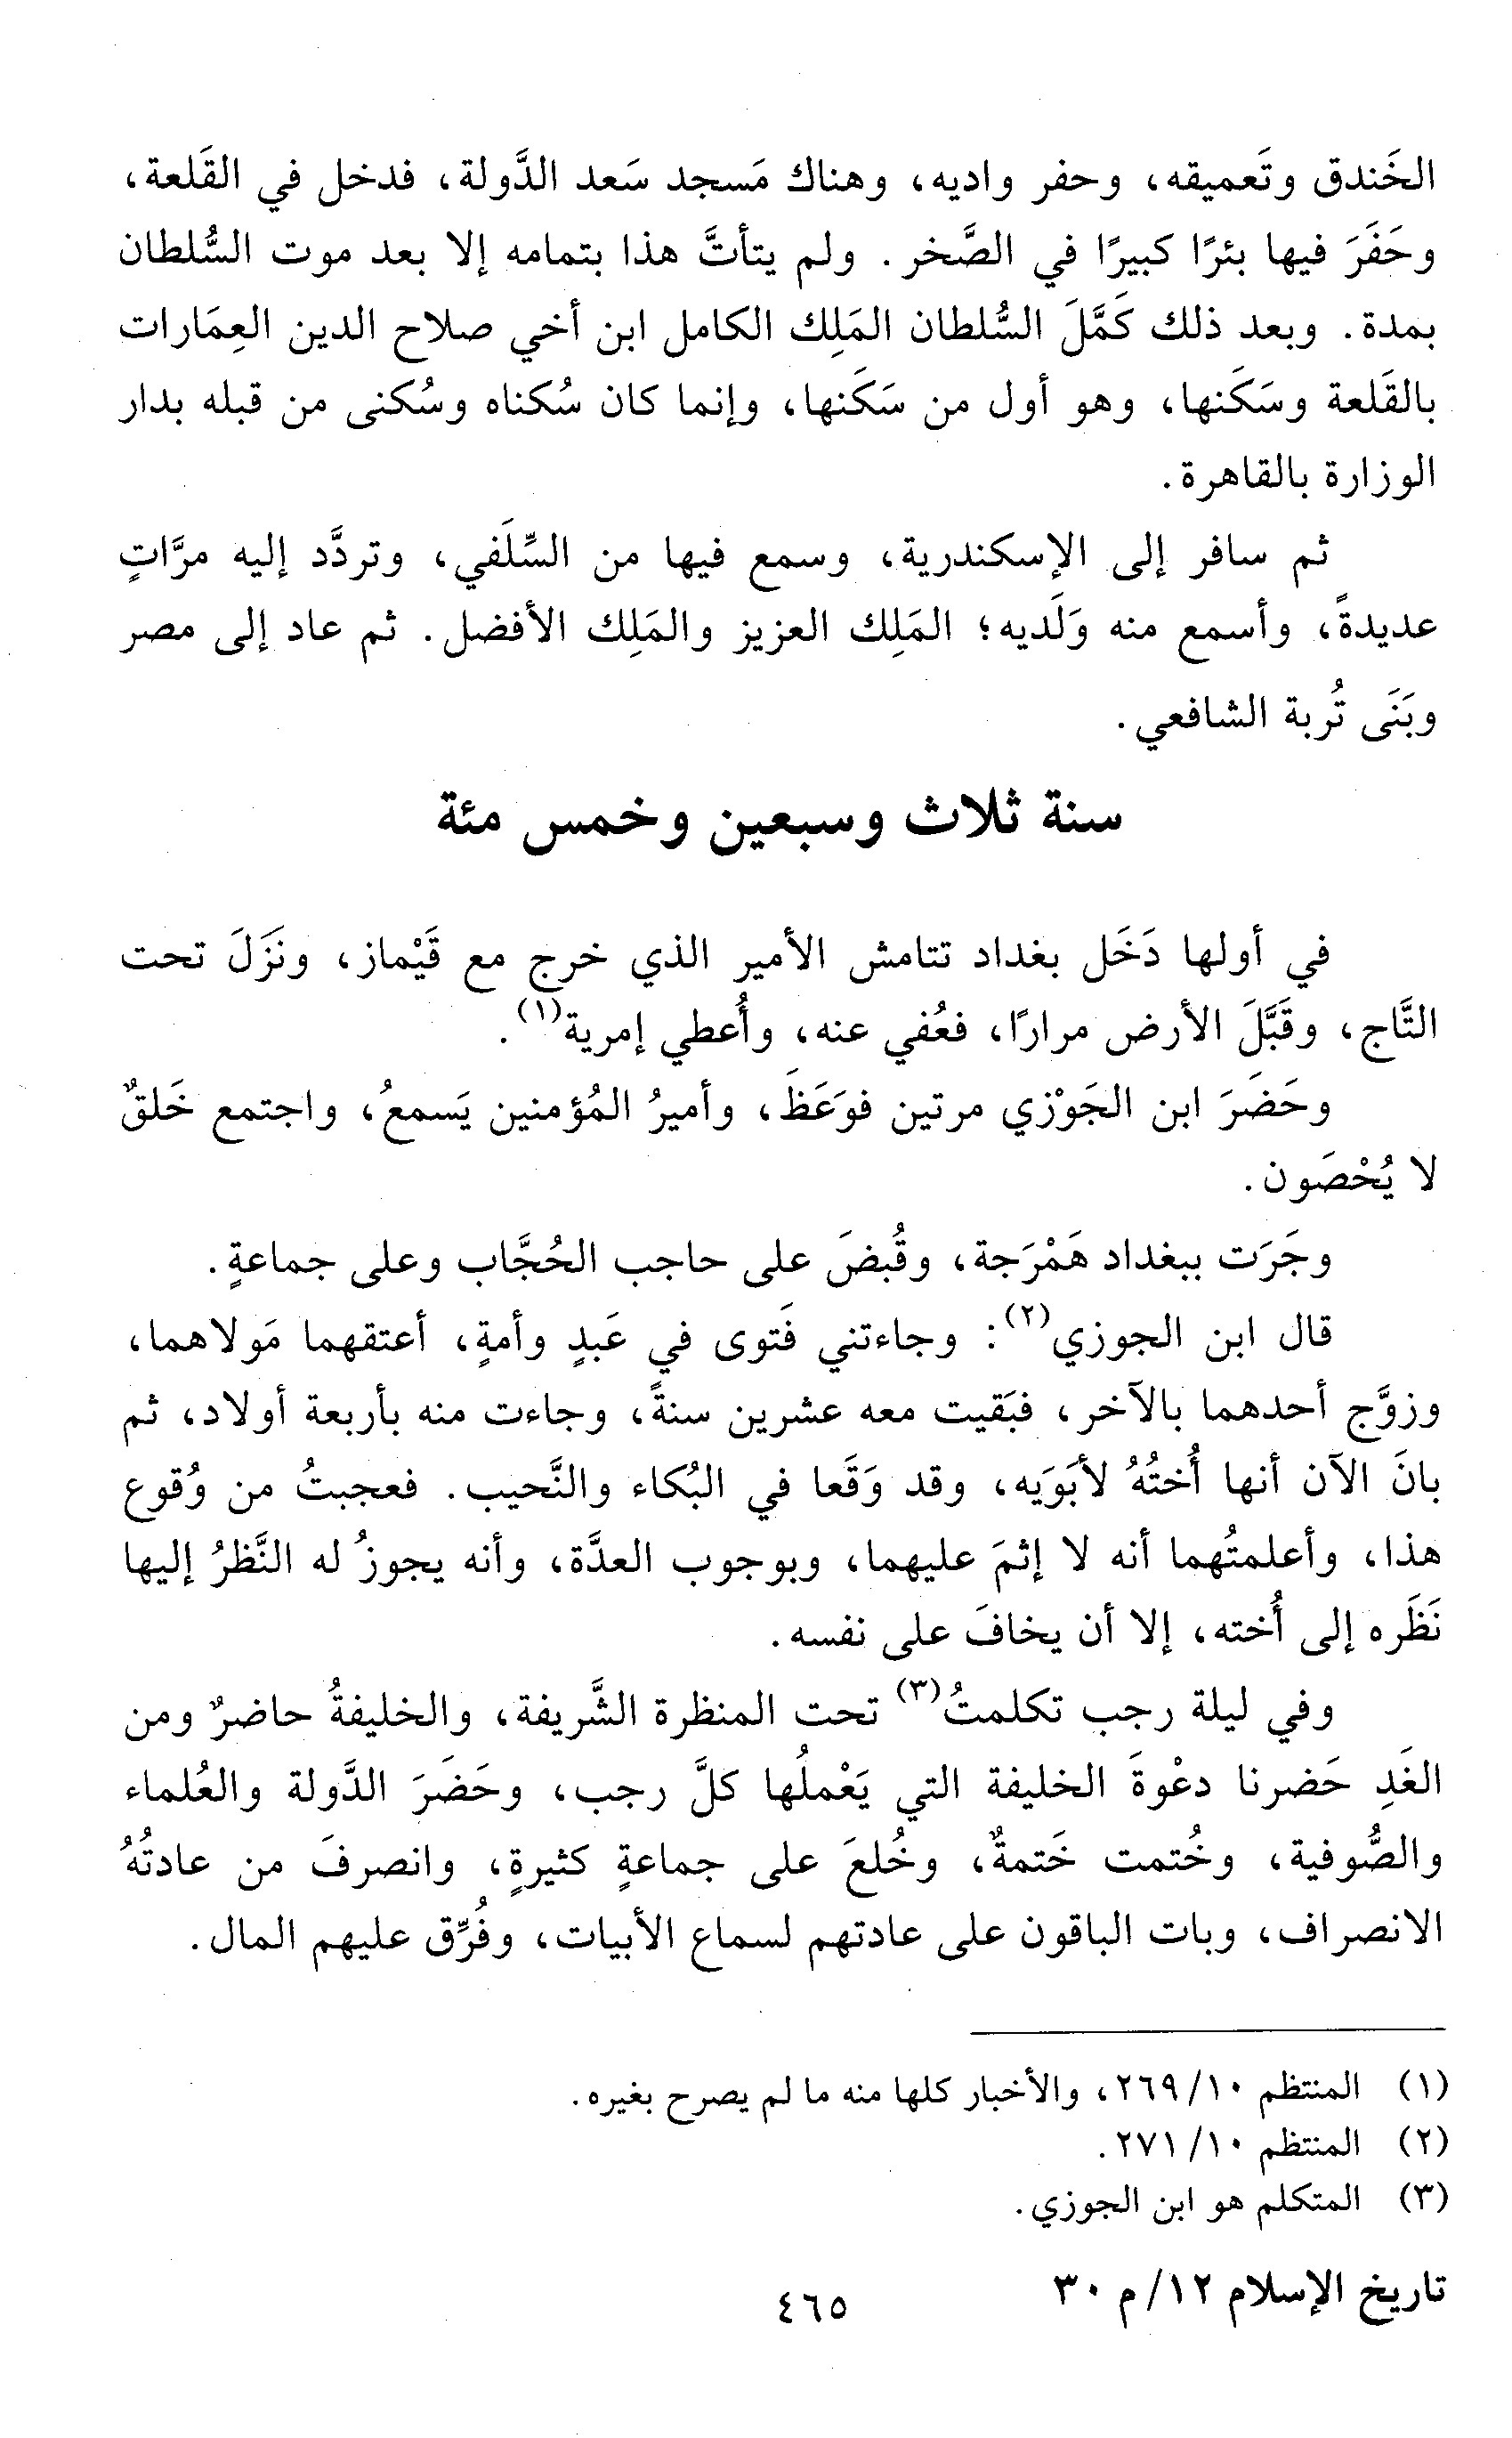 الخَندق وتَعميقه، وحفر واديه، وهناك مَسجد سَعد الدَّولة، فدخل في القَلعة،
وحَفَرَ فيها بئرًا كبيرًا في الصَّخر. ولم يتأتَّ هذا بتمامه إلا بعد موت السُّلطان
بمدة. وبعد ذلك كَمَّلَ السُّلطان المَلِك الكامل ابن أخي صلاح الدين العِمَارات
بالقَلعة وسَكَنها، وهو أول من سَكَنها، وإنما كان سُكناه وسُكنى من قبله بدار
الوزارة بالقاهرة.
ثم سافر إلى الإسكندرية، وسمع فيها من السِّلَفي، وتردَّد إليه مرَّاتٍ
عديدةً، وأسمع منه وَلَديه؛ المَلِك العزيز والمَلِك الأفضل. ثم عاد إلى مصر
وبَنَى تُربة الشافعي.
سنة ثلاث وسبعين وخمس مئة
في أولها دَخَل بغداد تتامش الأمير الذي خرج مع قَيْماز، ونَزَلَ تحت
التَّاج، وقَبَّلَ الأرض مرارًا، فعُفي عنه، وأُعطي إمرية(١).
وحَضَرَ ابن الجَوْزي مرتين فوَعَظَ، وأميرُ المُؤمنين يَسمعُ، واجتمع خَلقٌ
لا يُحْصَون.
وجَرَت ببغداد هَمْرَجة، وقُبضَ على حاجب الحُجَّاب وعلى جماعةٍ.
قال ابن الجوزي(٢): وجاءتني فَتوى في عَبدٍ وأمةٍ، أعتقهما مَولاهما،
وزوَّج أحدهما بالآخر، فبَقيت معه عشرين سنةً، وجاءت منه بأربعة أولاد، ثم
بانَ الآن أنها أُختُهُ لأبَوَيه، وقد وَقَعا في البُكاء والنَّحيب. فعجبتُ من وُقوع
هذا، وأعلمتُهما أنه لا إثمَ عليهما، وبوجوب العدَّة، وأنه يجوزُ له النَّظرُ إليها
نَظَره إلى أُخته، إلا أن يخافَ على نفسه.
وفي ليلة رجب تكلمتُ(٣) تحت المنظرة الشَّريفة، والخليفةُ حاضرٌ ومن
الغَدِ حَضرنا دعْوةَ الخليفة التي يَعْملُها كلَّ رجب، وحَضَرَ الدَّولة والعُلماء
والصُّوفية، وخُتمت خَتمةٌ، وخُلعَ على جماعةٍ كثيرةٍ، وانصرفَ من عادتُهُ
الانصراف، وبات الباقون على عادتهم لسماع الأبيات، وفُرِّق عليهم المال.
(١) المنتظم ١٠/ ٢٦٩، والأخبار كلها منه ما لم يصرح بغيره.
(٢) المنتظم ١٠/ ٢٧١.
(٣) المتكلم هو ابن الجوزي.
تاريخ الإسلام ١٢/ م ٣٠
٤٦٥